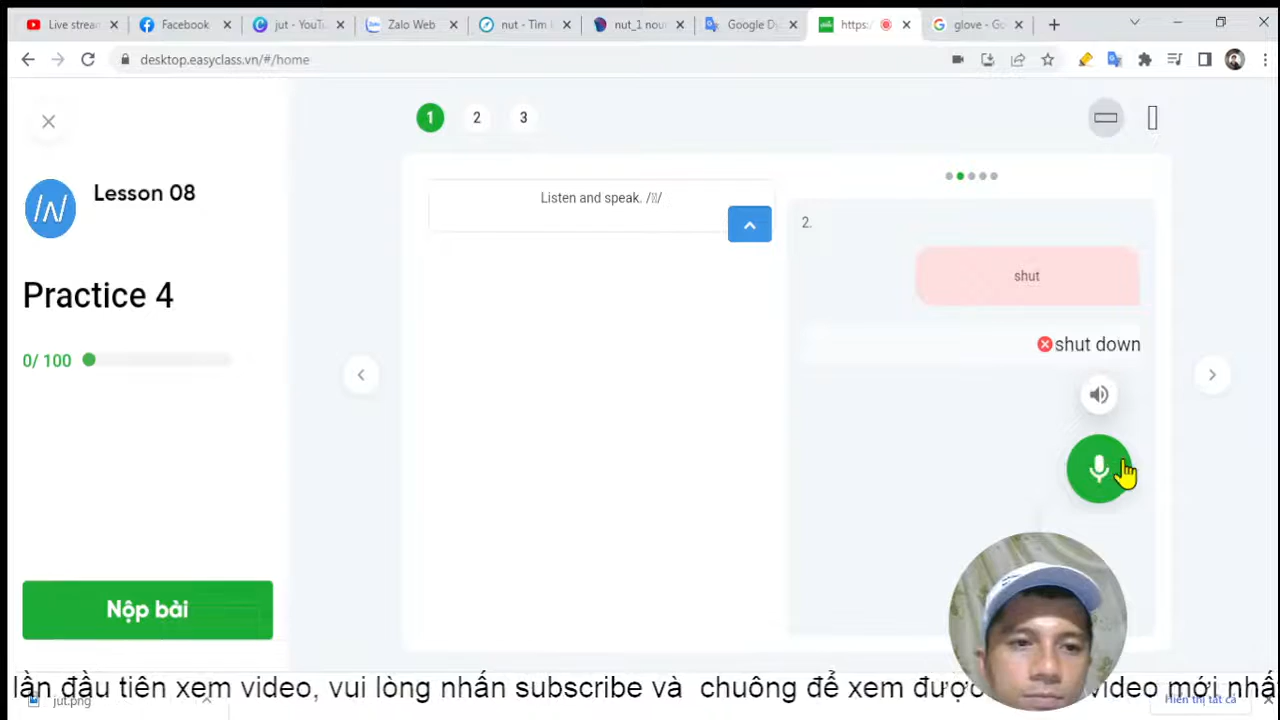 Live stream
Facebook
jut - YouTu
Zalo Web
nut - Tìm
nut_1 nour
Google Dị
https:
glove - Go
desktop.easyclass.vn/#/home
1 2 3
/ʌ/
Lesson 08
Listen and speak. /▯▯/
2.
shut
Practice 4
shut down
0/ 100
Nộp bài
lần đầu tiên xem video, vui lòng nhấn subscribe và chuông để xem được video mới nhấ
jut.png
Hiển thị tất cả